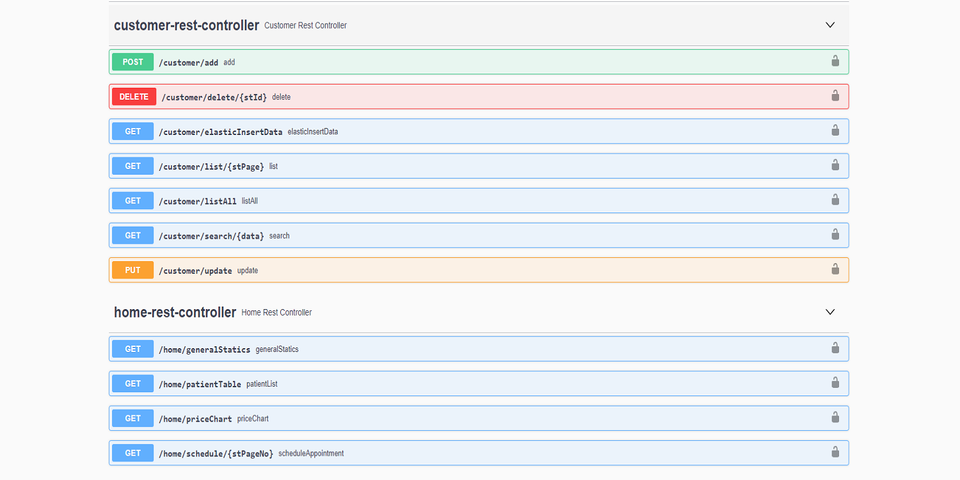 customer-rest-controller Customer Rest Controller
POST /customer/add add
DELETE /customer/delete/{stId} delete
GET /customer/elasticInsertData elasticInsertData
GET /customer/list/{stPage} list
GET /customer/listAll listAll
GET /customer/search/{data} search
PUT /customer/update update
home-rest-controller Home Rest Controller
GET /home/generalStatics generalStatics
GET /home/patientTable patientList
GET /home/priceChart priceChart
GET /home/schedule/{stPageNo} scheduleAppointment